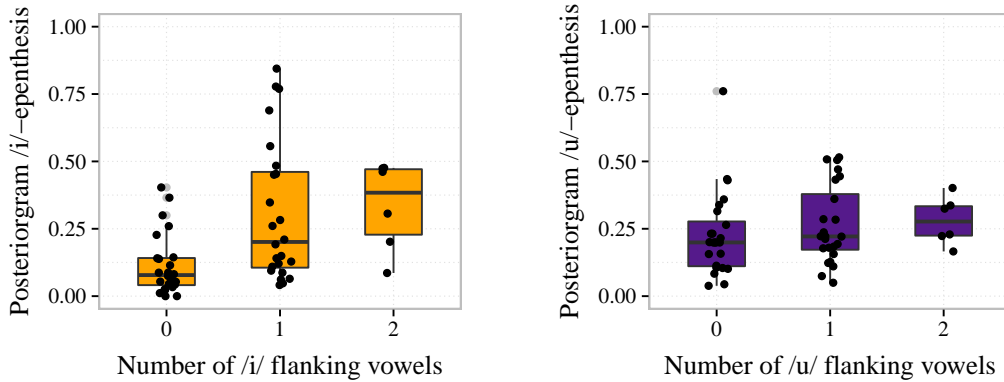 Posteriorgram /i/−epenthesis
1.00
0.75
0.50
0.25
0.00
0 1 2
Number of /i/ flanking vowels
Posteriorgram /u/−epenthesis
1.00
0.75
0.50
0.25
0.00
0 1 2
Number of /u/ flanking vowels